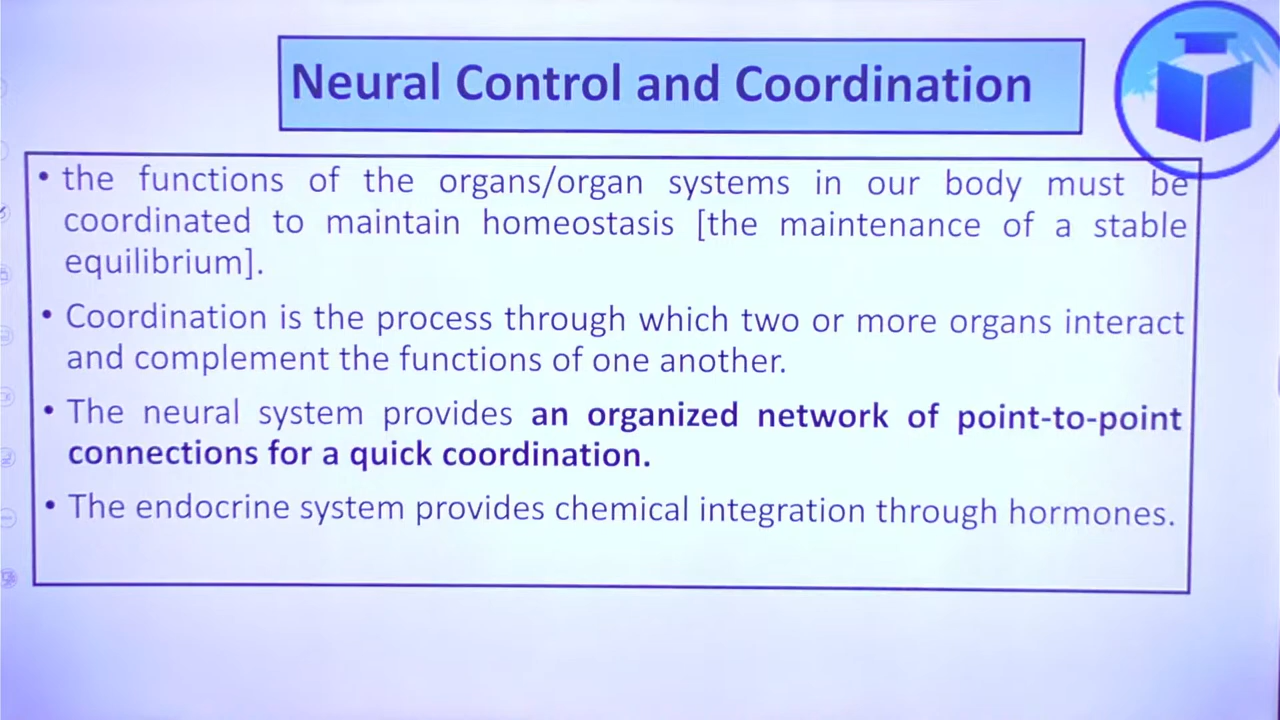 Neural Control and Coordination
• the functions of the organs/organ systems in our body must be
coordinated to maintain homeostasis [the maintenance of a stable
equilibrium].
• Coordination is the process through which two or more organs interact
and complement the functions of one another.
• The neural system provides an organized network of point-to-point
connections for a quick coordination.
• The endocrine system provides chemical integration through hormones.